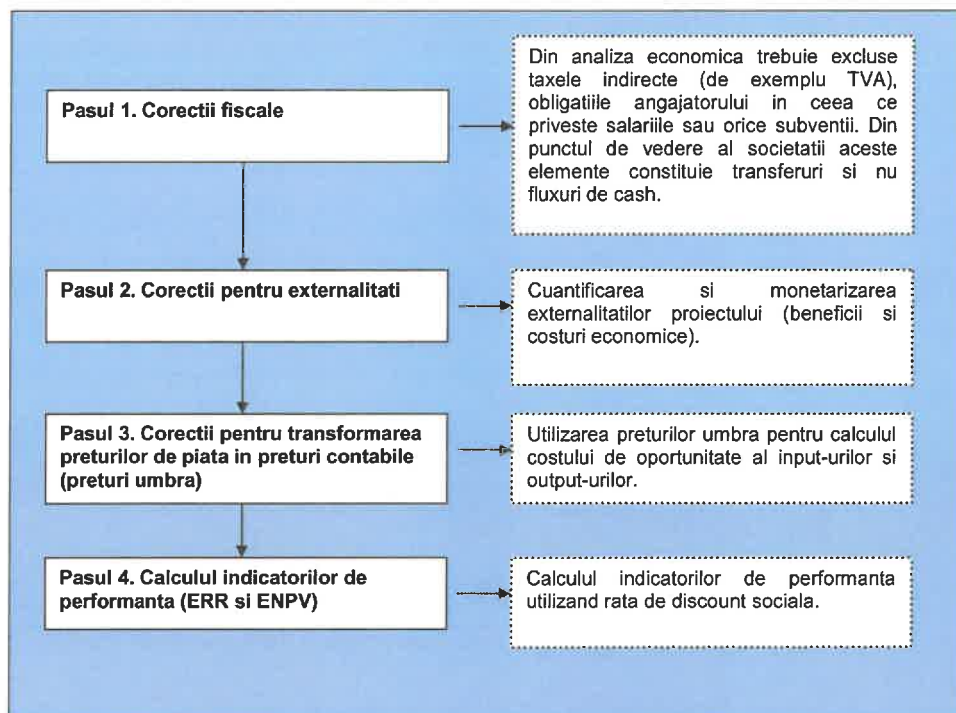 Pasul 1. Corectii fiscale
Din analiza economica trebuie excluse
taxele indirecte (de exemplu TVA),
obligatiile angajatorului in ceea ce
priveste salariile sau orice subventii. Din
punctul de vedere al societatii aceste
elemente constituie transferuri si nu
fluxuri de cash.
Pasul 2. Corectii pentru externalitati
Cuantificarea si monetarizarea
externalitatilor proiectului (beneficii si
costuri economice).
Pasul 3. Corectii pentru transformarea
preturilor de piata in preturi contabile
(preturi umbra)
Utilizarea preturilor umbra pentru calculul
costului de oportunitate al input-urilor si
output-urilor.
Pasul 4. Calculul indicatorilor de
performanta (ERR si ENPV)
Calculul indicatorilor de performanta
utilizand rata de discount sociala.